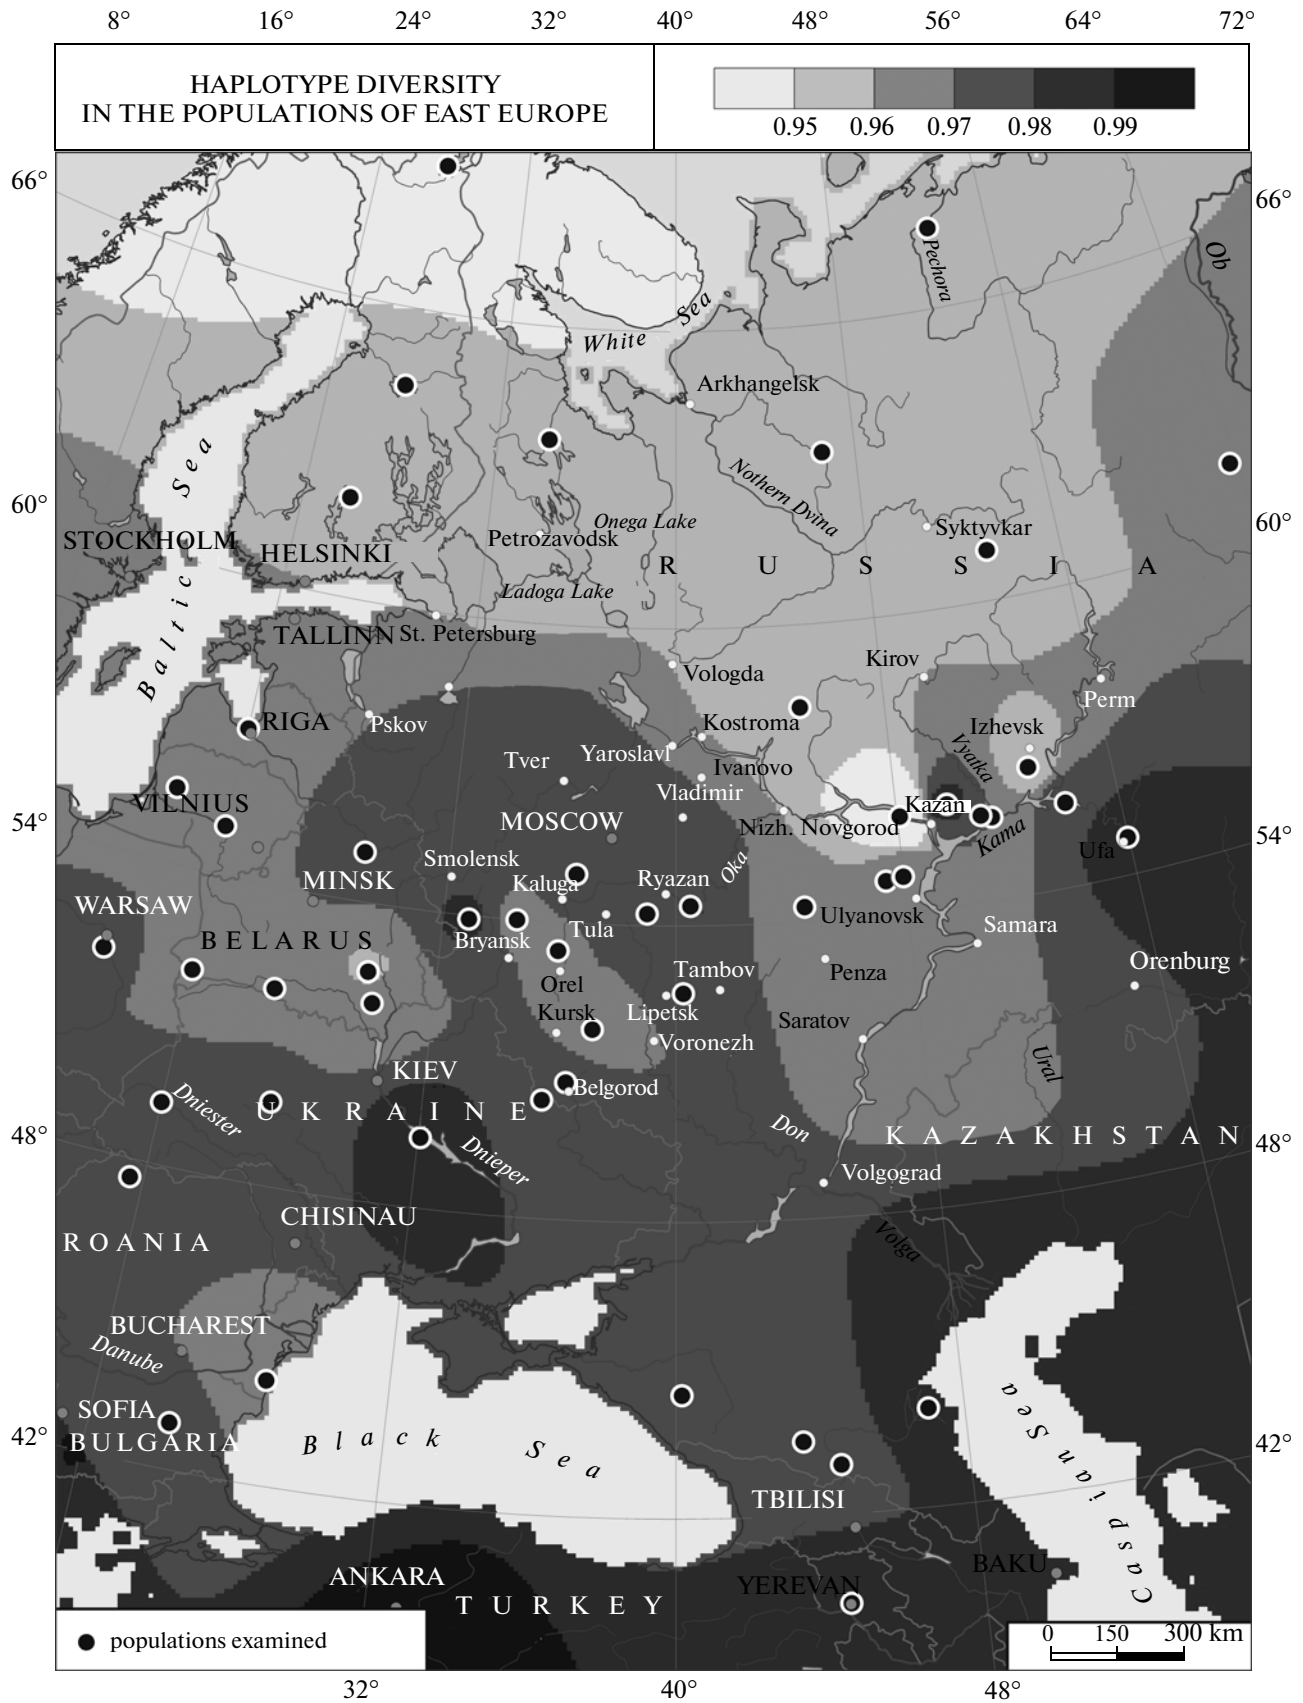 8° 16° 24° 32° 40° 48° 56° 64° 72°
HAPLOTYPE DIVERSITY
IN THE POPULATIONS OF EAST EUROPE
0.95 0.96 0.97 0.98 0.99
66°
66°
Pechora
Ob
White Sea
Arkhangelsk
Baltic Sea
Nothern Dvina
60°
60°
Onega Lake
Syktyvkar
STOCKHOLM
HELSINKI
Petrozavodsk
RUSSIA
Ladoga Lake
TALLINN
St. Petersburg
Kirov
Vologda
Perm
RIGA
Pskov
Kostroma
Izhevsk
Yaroslavl
Vyatka
Tver
Ivanovo
Vladimir
VILNIUS
Kazan
54°
MOSCOW
Nizh. Novgorod
Kama
54°
Ufa
Smolensk
Oka
MINSK
Kaluga
Ryazan
WARSAW
Ulyanovsk
Samara
BELARUS
Bryansk
Tula
Orenburg
Tambov
Penza
Orel
Kursk
Lipetsk
Saratov
Voronezh
KIEV
Ural
Belgorod
Dniester
UKRAINE
48°
Don
KAZAKHSTAN
48°
Dnieper
Volgograd
CHISINAU
ROANIA
Volga
BUCHAREST
Danube
SOFIA
42°
BULGARIA
Black Sea
Caspian Sea
42°
TBILISI
ANKARA
BAKU
YEREVAN
TURKEY
populations examined
0 150 300 km
32° 40° 48°